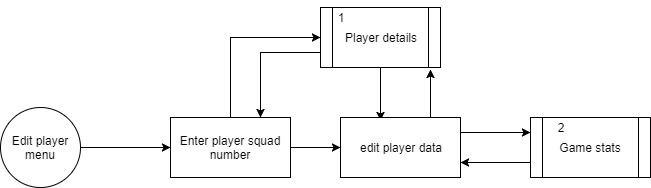 1
Player details
Edit player
menu
Enter player squad
number
edit player data
2
Game stats